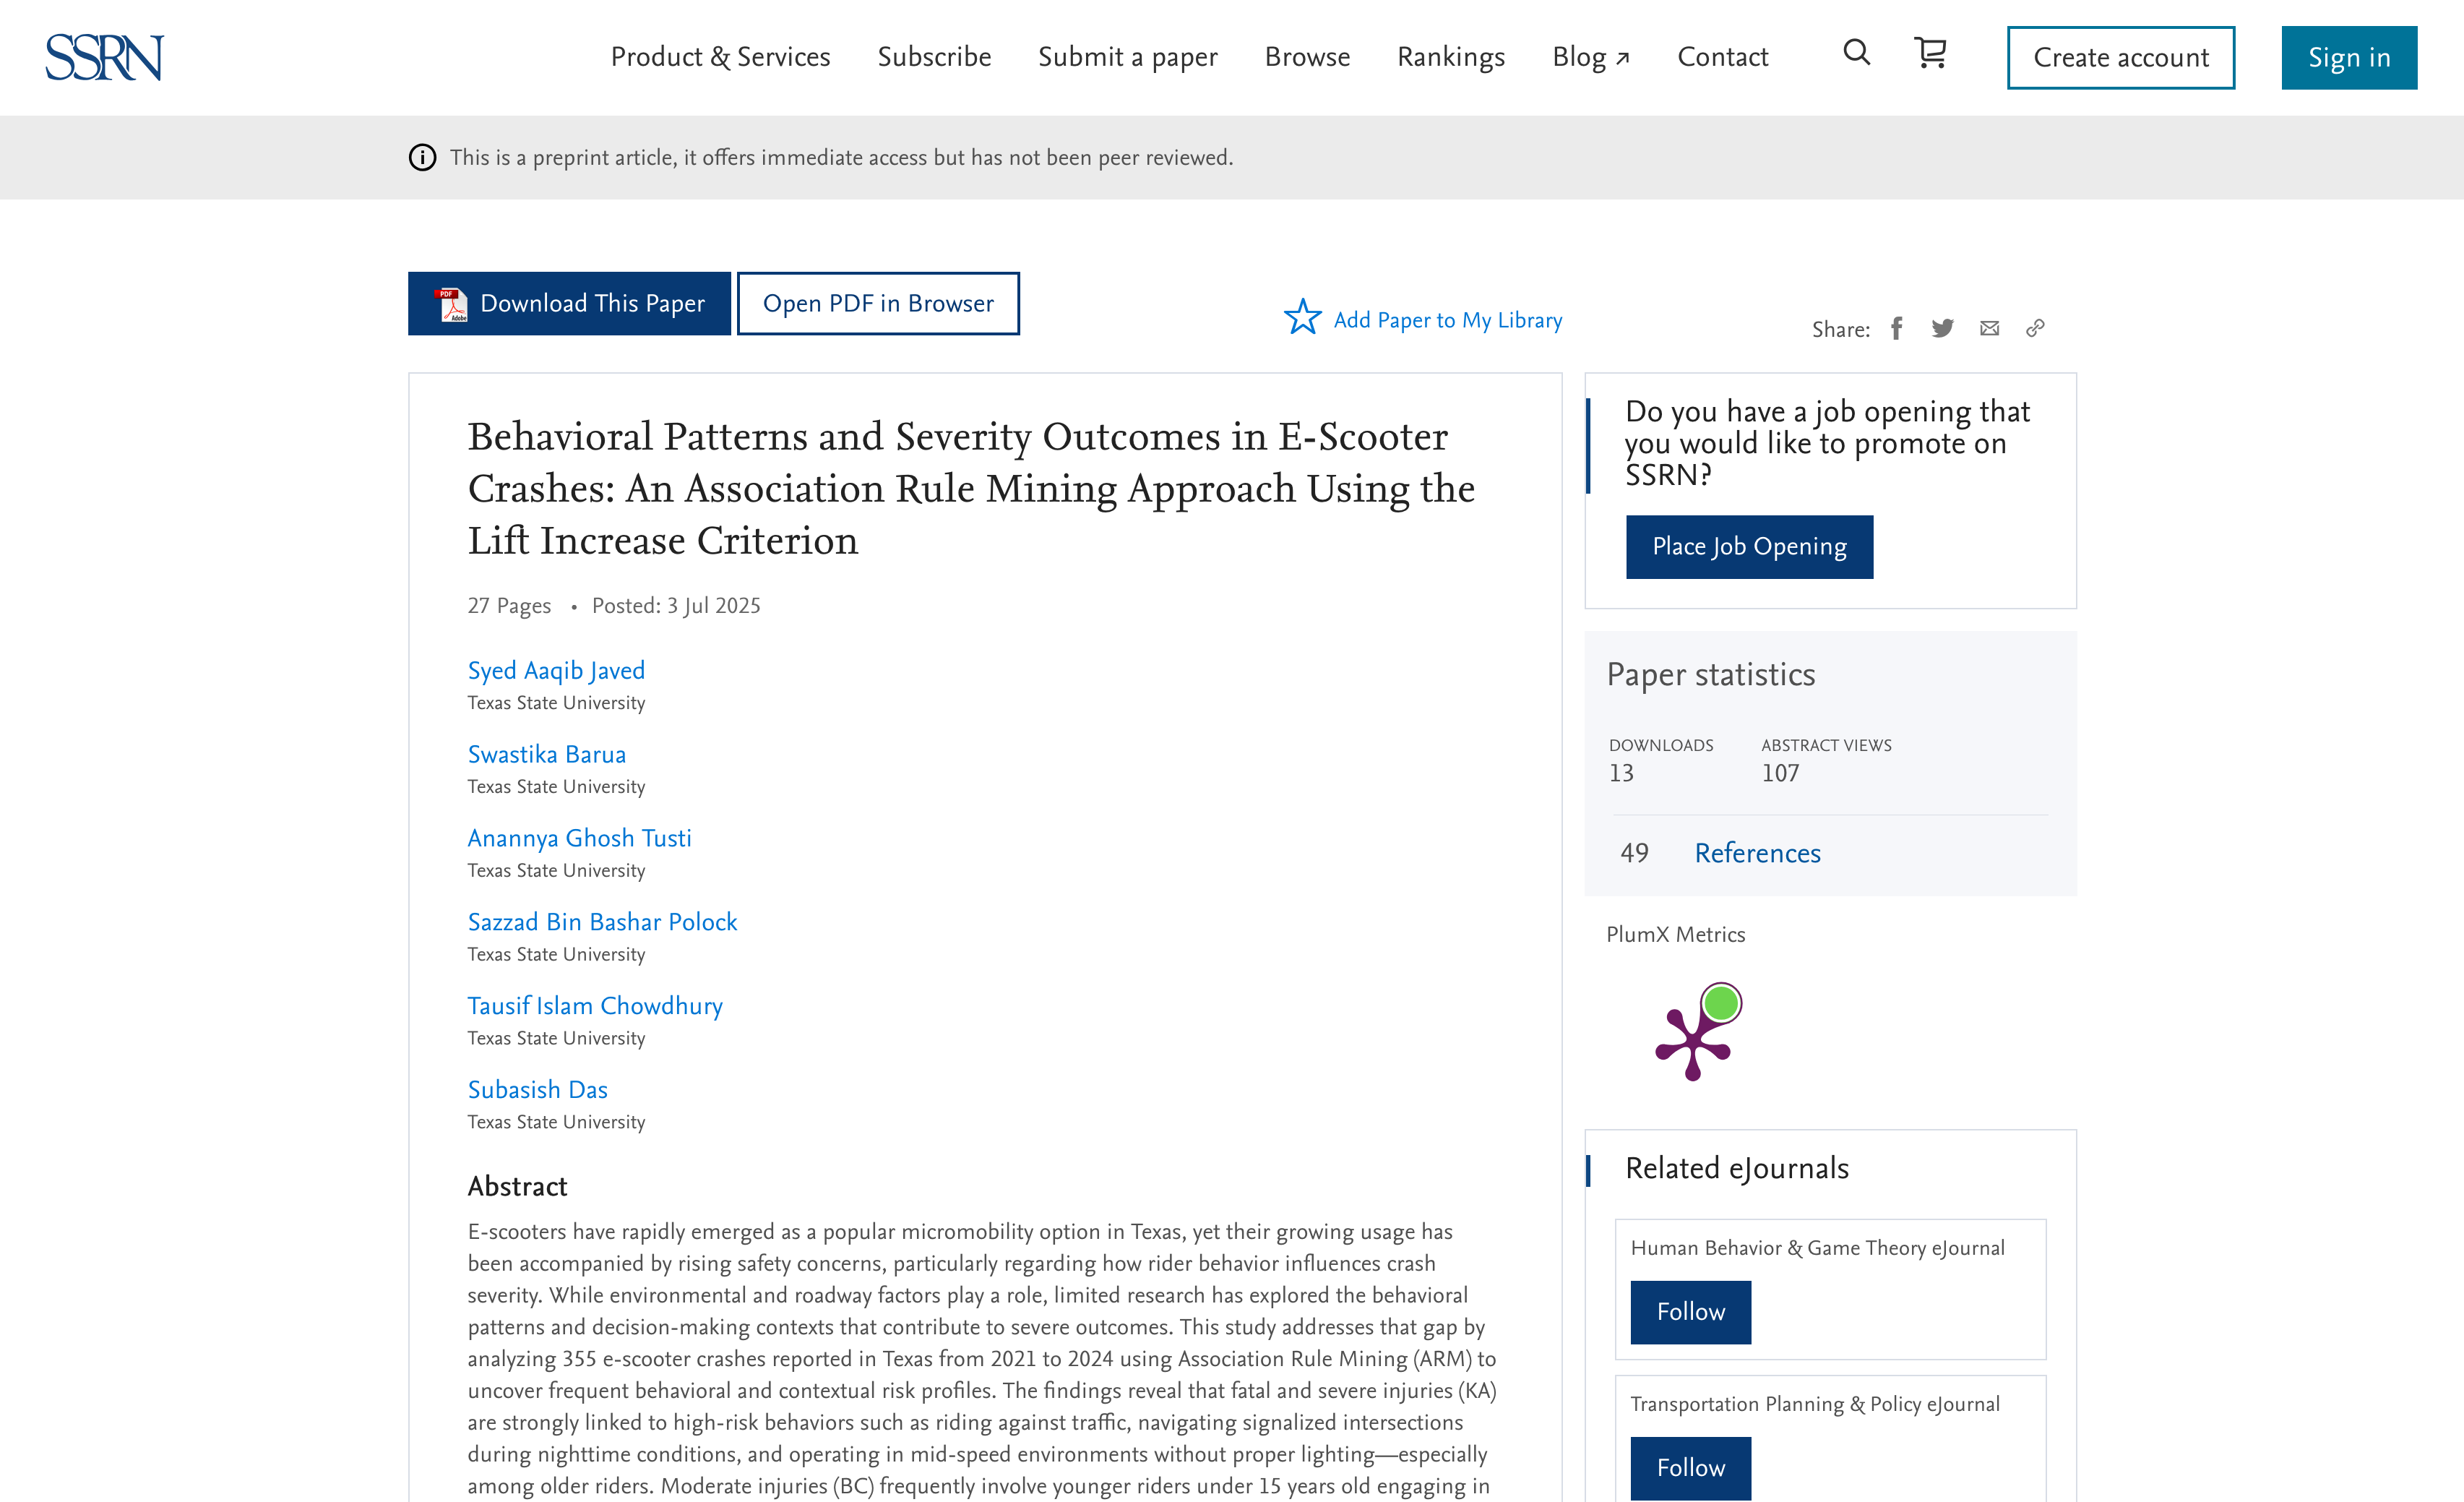 SSRN
Product & Services
Subscribe
Submit a paper
Browse
Rankings
Blog ↗
Contact
Create account
Sign in
This is a preprint article, it offers immediate access but has not been peer reviewed.
PDF Adobe
Download This Paper
Open PDF in Browser
Add Paper to My Library
Share:
Behavioral Patterns and Severity Outcomes in E-Scooter
Crashes: An Association Rule Mining Approach Using the
Lift Increase Criterion
27 Pages • Posted: 3 Jul 2025
Syed Aaqib Javed
Texas State University
Swastika Barua
Texas State University
Anannya Ghosh Tusti
Texas State University
Sazzad Bin Bashar Polock
Texas State University
Tausif Islam Chowdhury
Texas State University
Subasish Das
Texas State University
Abstract
E-scooters have rapidly emerged as a popular micromobility option in Texas, yet their growing usage has
been accompanied by rising safety concerns, particularly regarding how rider behavior influences crash
severity. While environmental and roadway factors play a role, limited research has explored the behavioral
patterns and decision-making contexts that contribute to severe outcomes. This study addresses that gap by
analyzing 355 e-scooter crashes reported in Texas from 2021 to 2024 using Association Rule Mining (ARM) to
uncover frequent behavioral and contextual risk profiles. The findings reveal that fatal and severe injuries (KA)
are strongly linked to high-risk behaviors such as riding against traffic, navigating signalized intersections
during nighttime conditions, and operating in mid-speed environments without proper lighting—especially
among older riders. Moderate injuries (BC) frequently involve younger riders under 15 years old engaging in
Do you have a job opening that
you would like to promote on
SSRN?
Place Job Opening
Paper statistics
DOWNLOADS
13
ABSTRACT VIEWS
107
49 References
PlumX Metrics
Related eJournals
Human Behavior & Game Theory eJournal
Follow
Transportation Planning & Policy eJournal
Follow